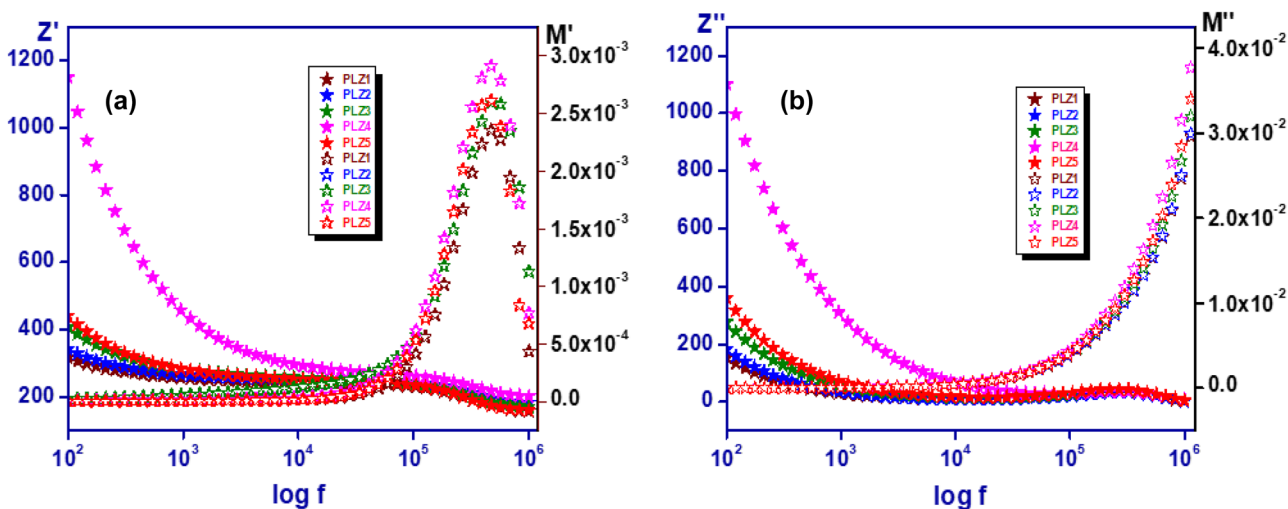 Z'
M'
1200
1000
800
600
400
200
3.0x10⁻³
2.5x10⁻³
2.0x10⁻³
1.5x10⁻³
1.0x10⁻³
5.0x10⁻⁴
0.0
(a)
PLZ1
PLZ2
PLZ3
PLZ4
PLZ5
PLZ1
PLZ2
PLZ3
PLZ4
PLZ5
10² 10³ 10⁴ 10⁵ 10⁶
log f
Z''
M''
1200
1000
800
600
400
200
0
4.0x10⁻²
3.0x10⁻²
2.0x10⁻²
1.0x10⁻²
0.0
(b)
PLZ1
PLZ2
PLZ3
PLZ4
PLZ5
PLZ1
PLZ2
PLZ3
PLZ4
PLZ5
10² 10³ 10⁴ 10⁵ 10⁶
log f